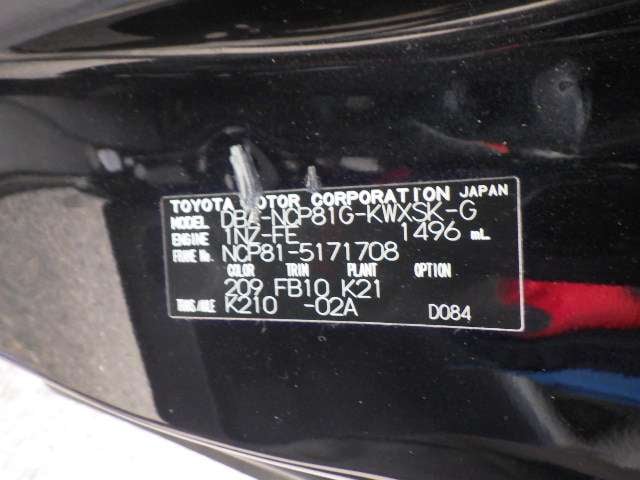 TOYOTA MOTOR CORPORATION JAPAN
MODEL DBA-NCP81G-KWXSK-G
ENGINE 1NZ-FE 1496 mL
FRAME No. NCP81-5171708
COLOR TRIM PLANT OPTION
209 FB10 K21
TRANS/AXLE K210 -02A D084